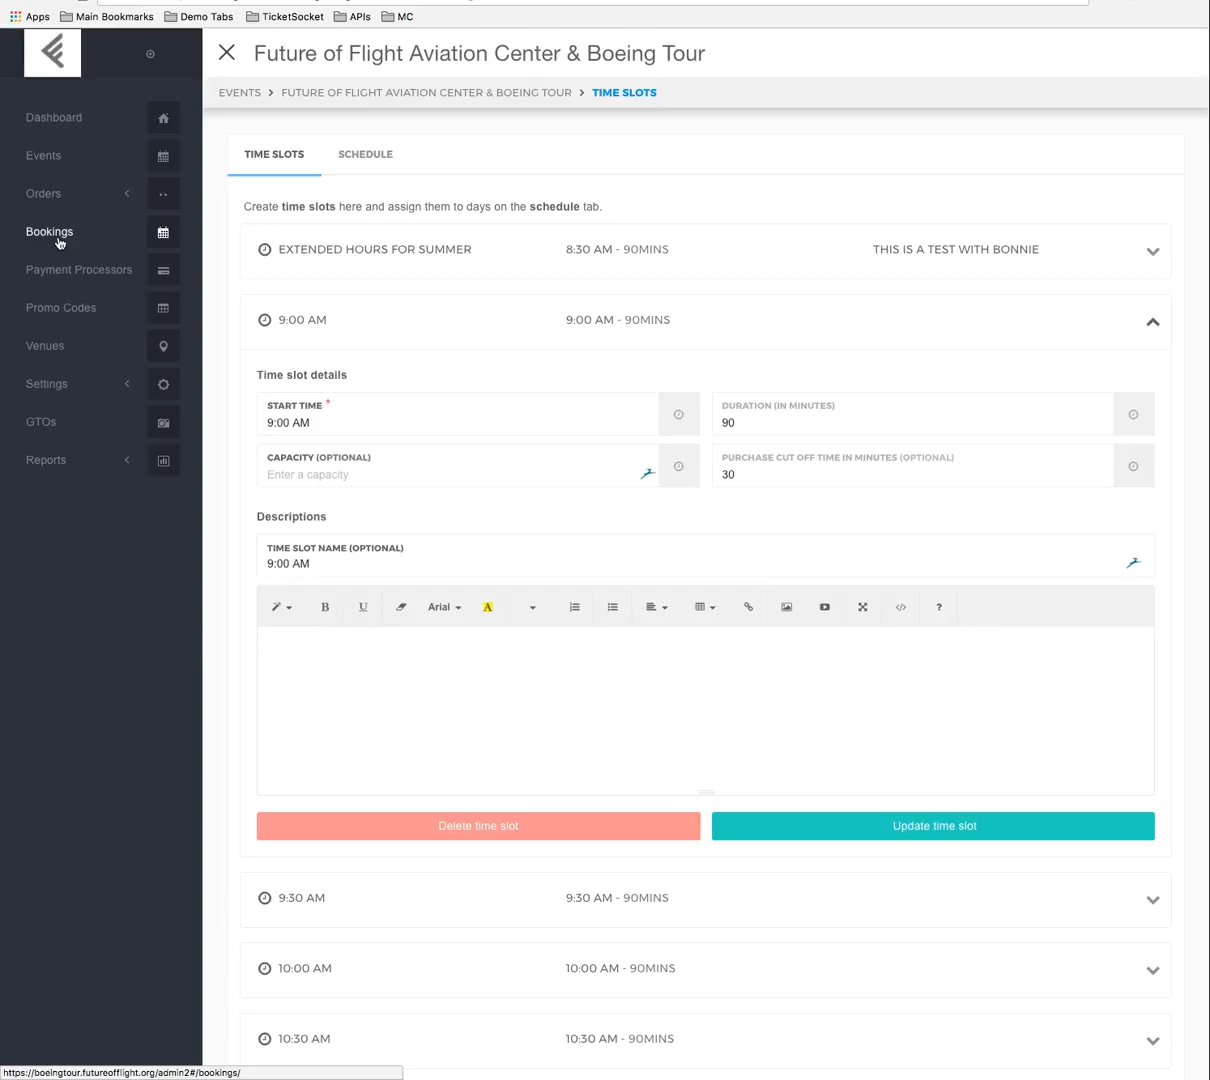 Apps Main Bookmarks Demo Tabs TicketSocket APIs MC
Future of Flight Aviation Center & Boeing Tour
EVENTS > FUTURE OF FLIGHT AVIATION CENTER & BOEING TOUR > TIME SLOTS
Dashboard
Events
Orders
Bookings
Payment Processors
Promo Codes
Venues
Settings
GTOs
Reports
TIME SLOTS SCHEDULE
Create time slots here and assign them to days on the schedule tab.
EXTENDED HOURS FOR SUMMER 8:30 AM - 90MINS THIS IS A TEST WITH BONNIE
9:00 AM 9:00 AM - 90MINS
Time slot details
START TIME *
9:00 AM
DURATION (IN MINUTES)
90
CAPACITY (OPTIONAL)
Enter a capacity
PURCHASE CUT OFF TIME IN MINUTES (OPTIONAL)
30
Descriptions
TIME SLOT NAME (OPTIONAL)
9:00 AM
B U Arial A </> ?
Delete time slot Update time slot
9:30 AM 9:30 AM - 90MINS
10:00 AM 10:00 AM - 90MINS
10:30 AM 10:30 AM - 90MINS
https://boeingtour.futureofflight.org/admin2#/bookings/